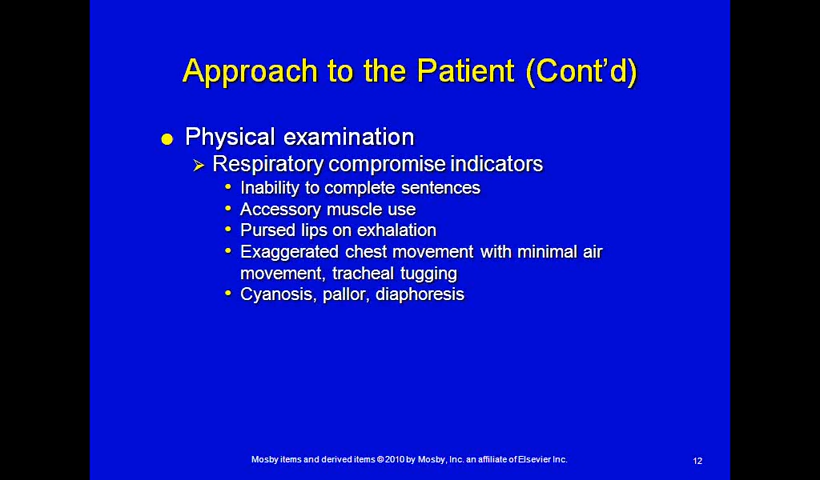 Approach to the Patient (Cont’d)
Physical examination
Respiratory compromise indicators
Inability to complete sentences
Accessory muscle use
Pursed lips on exhalation
Exaggerated chest movement with minimal air
movement, tracheal tugging
Cyanosis, pallor, diaphoresis
Mosby items and derived items © 2010 by Mosby, Inc. an affiliate of Elsevier Inc.
12